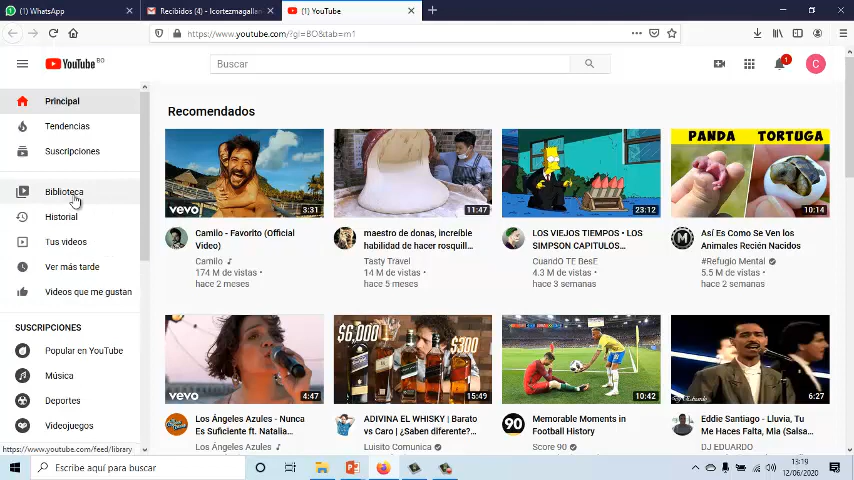 (1) WhatsApp
Recibidos (4) - lcortezmagallan
(1) YouTube
https://www.youtube.com/?gl=BO&tab=m1
YouTube BO
Buscar
1
C
Principal
Tendencias
Suscripciones
Biblioteca
Historial
Tus videos
Ver más tarde
Videos que me gustan
SUSCRIPCIONES
Popular en YouTube
Música
Deportes
Videojuegos
https://www.youtube.com/feed/library
Recomendados
vevo
3:31
Camilo - Favorito (Official
Video)
Camilo
174 M de vistas •
hace 2 meses
11:47
maestro de donas, increíble
habilidad de hacer rosquill...
Tasty Travel
14 M de vistas •
hace 5 meses
23:12
LOS VIEJOS TIEMPOS • LOS
SIMPSON CAPITULOS...
CuandO TE BesE
4.3 M de vistas •
hace 3 semanas
PANDA TORTUGA
10:14
Así Es Como Se Ven los
Animales Recién Nacidos
#Refugio Mental
5.5 M de vistas •
hace 2 semanas
vevo
4:47
Los Ángeles Azules - Nunca
Es Suficiente ft. Natalia...
Los Ángeles Azules
$6,000
$300
15:49
ADIVINA EL WHISKY | Barato
vs Caro | ¿Saben diferente?...
Luisito Comunica
10:42
90
Memorable Moments in
Football History
Score 90
6:27
Eddie Santiago - Lluvia, Tu
Me Haces Falta, Mia (Salsa...
DJ EDUARDO
Escribe aquí para buscar
13:19
12/06/2020